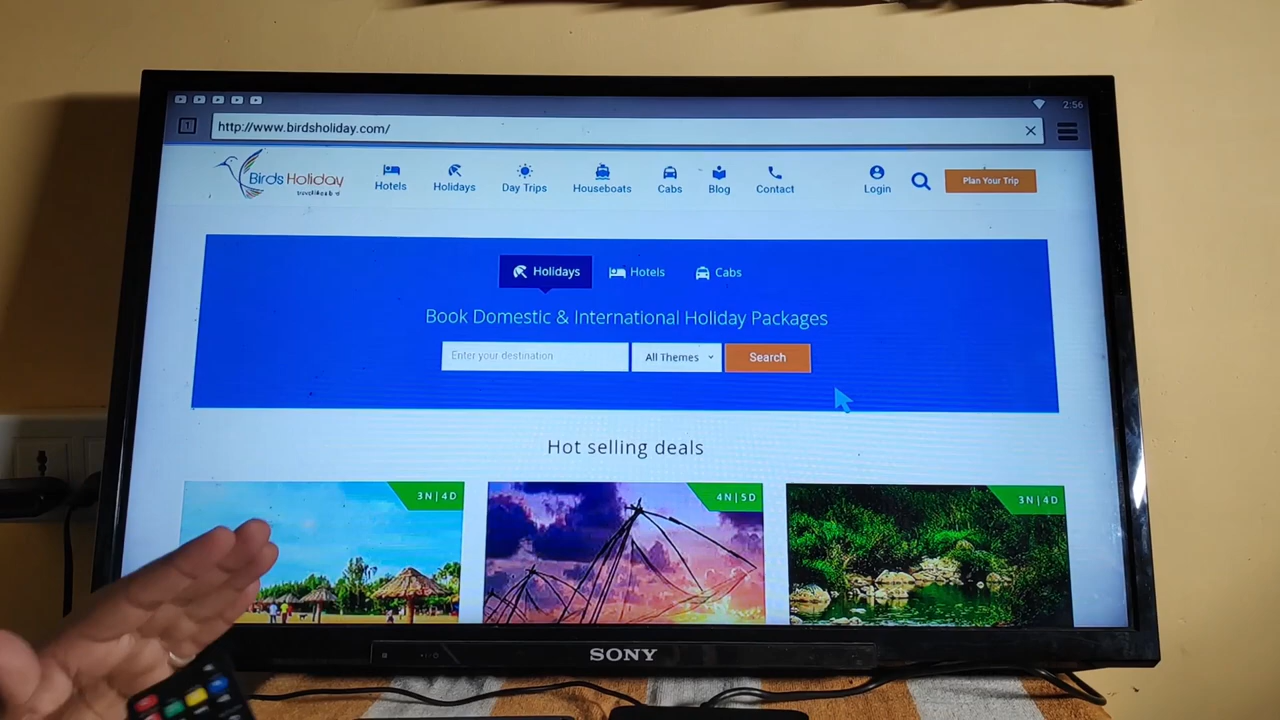 2:56
1
http://www.birdsholiday.com/
Birds Holiday
Hotels
Holidays
Day Trips
Houseboats
Cabs
Blog
Contact
Login
Plan Your Trip
Holidays
Hotels
Cabs
Book Domestic & International Holiday Packages
Enter your destination
All Themes
Search
Hot selling deals
3N|4D
4N|5D
3N|4D
SONY